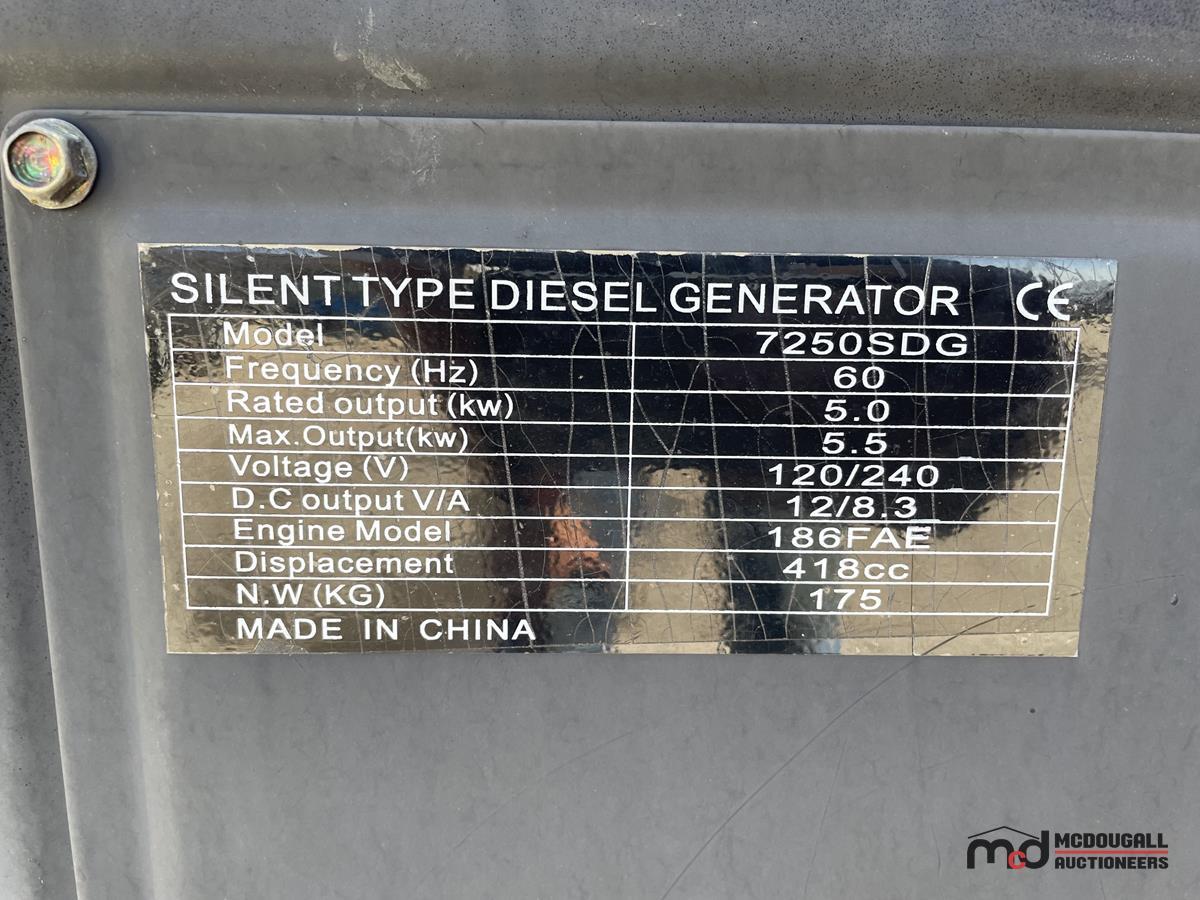 SILENT TYPE DIESEL GENERATOR CE
Model 7250SDG
Frequency (Hz) 60
Rated output (kw) 5.0
Max.Output(kw) 5.5
Voltage (V) 120/240
D.C output V/A 12/8.3
Engine Model 186FAE
Displacement 418cc
N.W (KG) 175
MADE IN CHINA
mcd MCDOUGALL
AUCTIONEERS